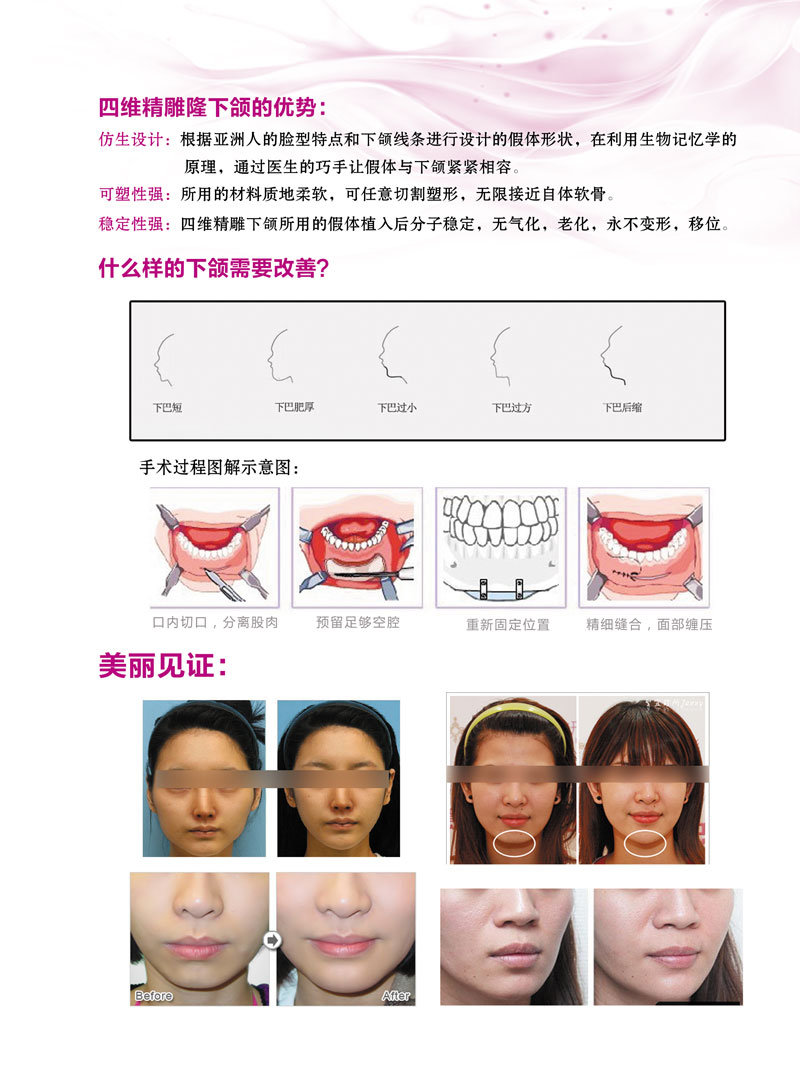 四维精雕隆下颌的优势：
仿生设计：根据亚洲人的脸型特点和下颌线条进行设计的假体形状，在利用生物记忆学的
原理，通过医生的巧手让假体与下颌紧紧相容。
可塑性强：所用的材料质地柔软，可任意切割塑形，无限接近自体软骨。
稳定性强：四维精雕下颌所用的假体植入后分子稳定，无气化，老化，永不变形，移位。
什么样的下颌需要改善？
下巴短 下巴肥厚 下巴过小 下巴过方 下巴后缩
手术过程图解示意图：
口内切口，分离股肉 预留足够空腔 重新固定位置 精细缝合，面部缠压
美丽见证：
Before After